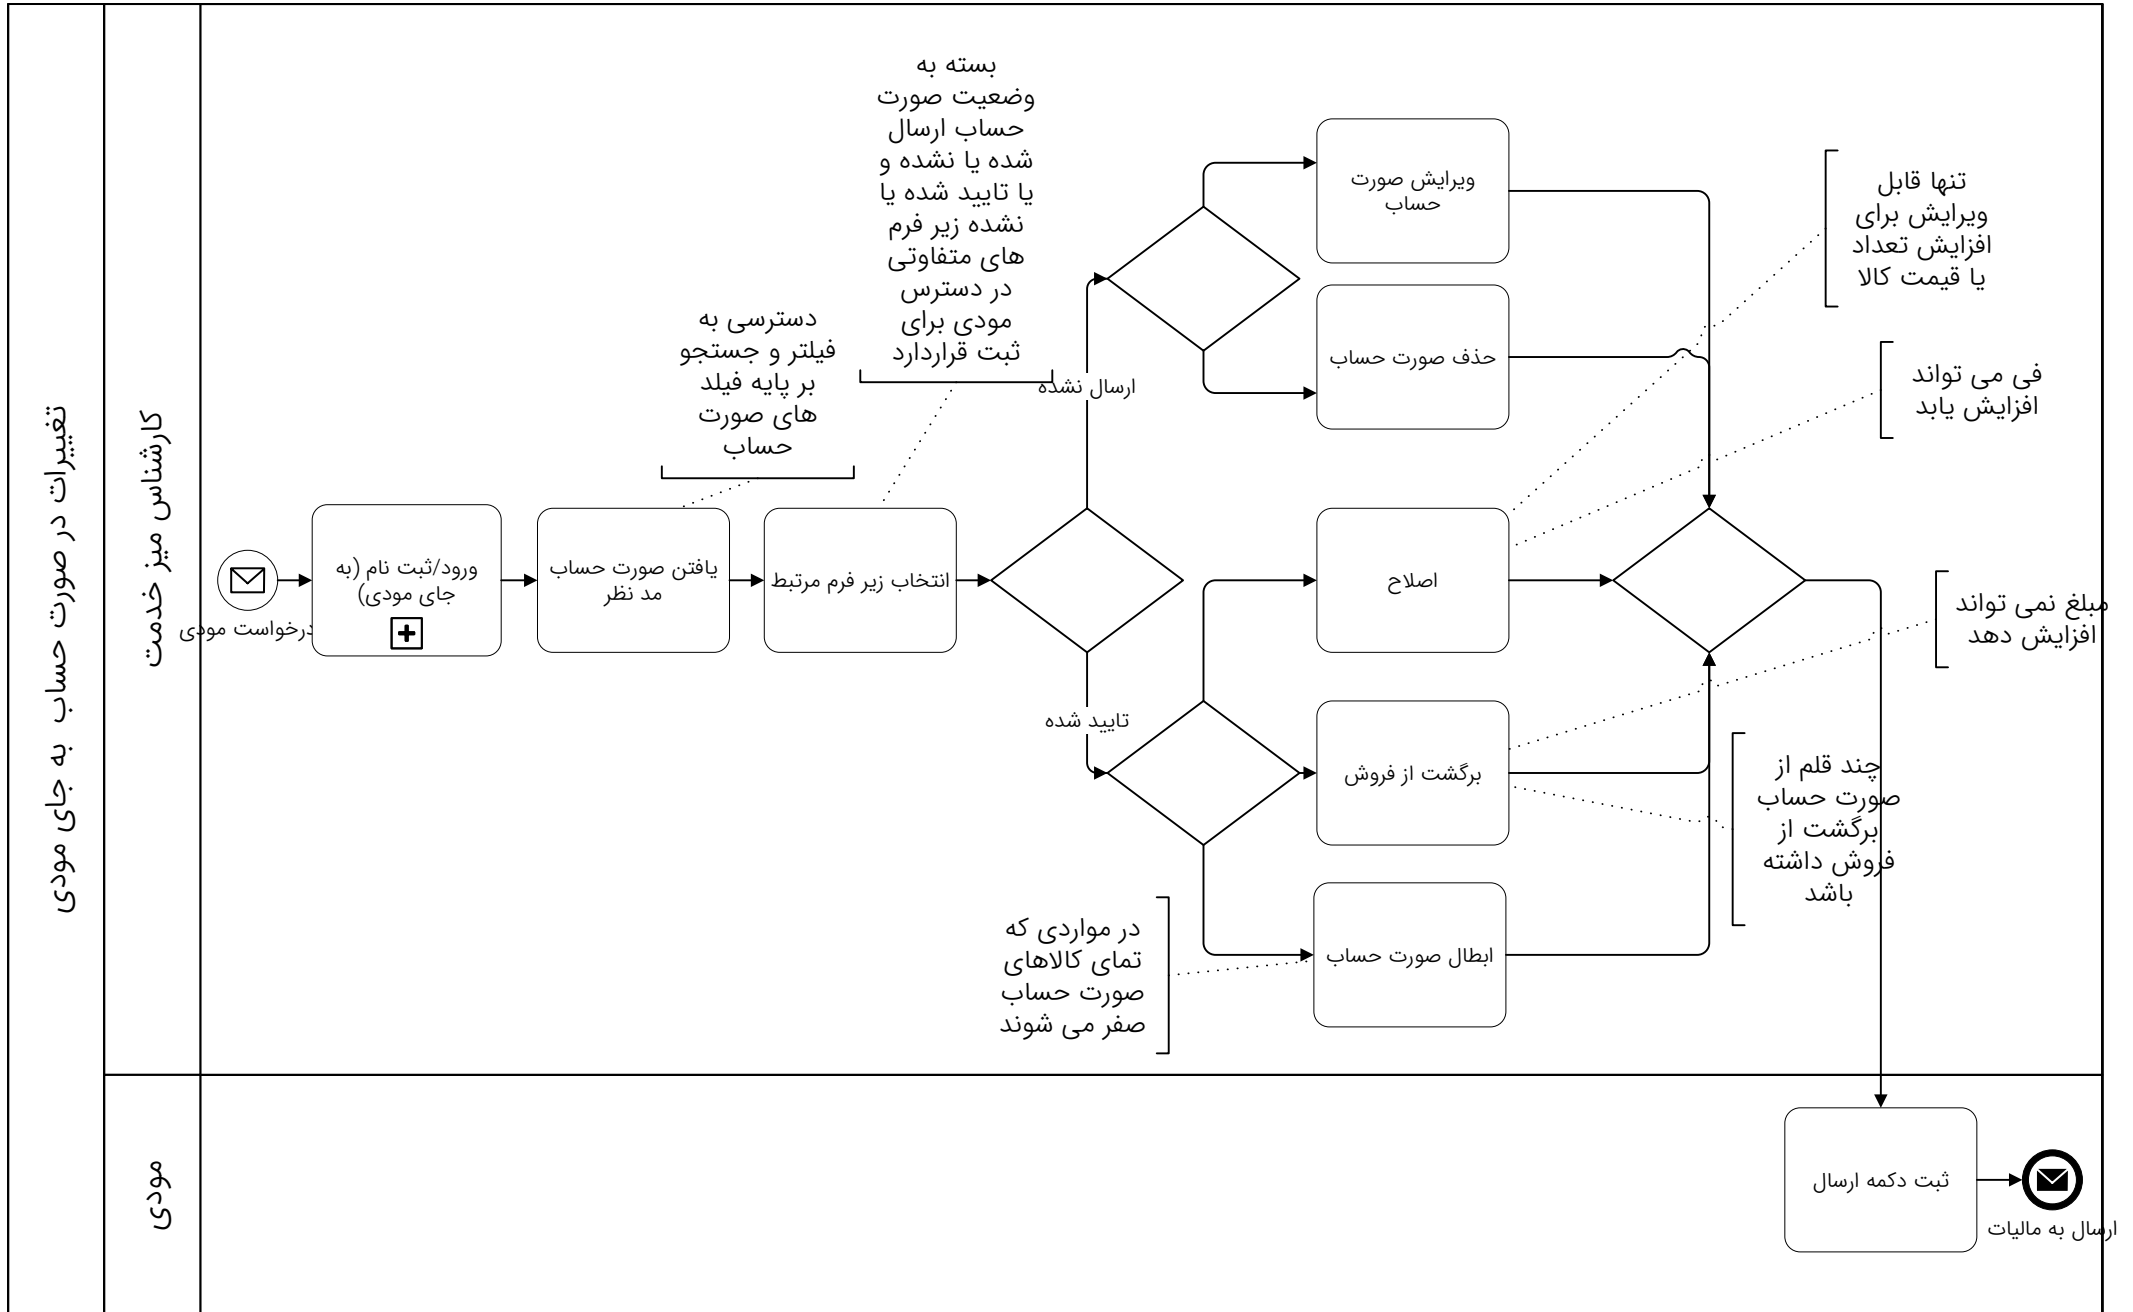 تغییرات در صورت حساب به جای مودی
کارشناس میز خدمت
درخواست مودی
ورود/ثبت نام (به
جای مودی)
یافتن صورت حساب
مد نظر
دسترسی به
فیلتر و جستجو
بر پایه فیلد
های صورت
حساب
انتخاب زیر فرم مرتبط
بسته به
وضعیت صورت
حساب ارسال
شده یا نشده و
یا تایید شده یا
نشده زیر فرم
های متفاوتی
در دسترس
مودی برای
ثبت قراردارد
ارسال نشده
تایید شده
ویرایش صورت
حساب
حذف صورت حساب
اصلاح
برگشت از فروش
ابطال صورت حساب
تنها قابل
ویرایش برای
افزایش تعداد
یا قیمت کالا
فی می تواند
افزایش یابد
مبلغ نمی تواند
افزایش دهد
چند قلم از
صورت حساب
برگشت از
فروش داشته
باشد
در مواردی که
تمای کالاهای
صورت حساب
صفر می شوند
مودی
ثبت دکمه ارسال
ارسال به مالیات